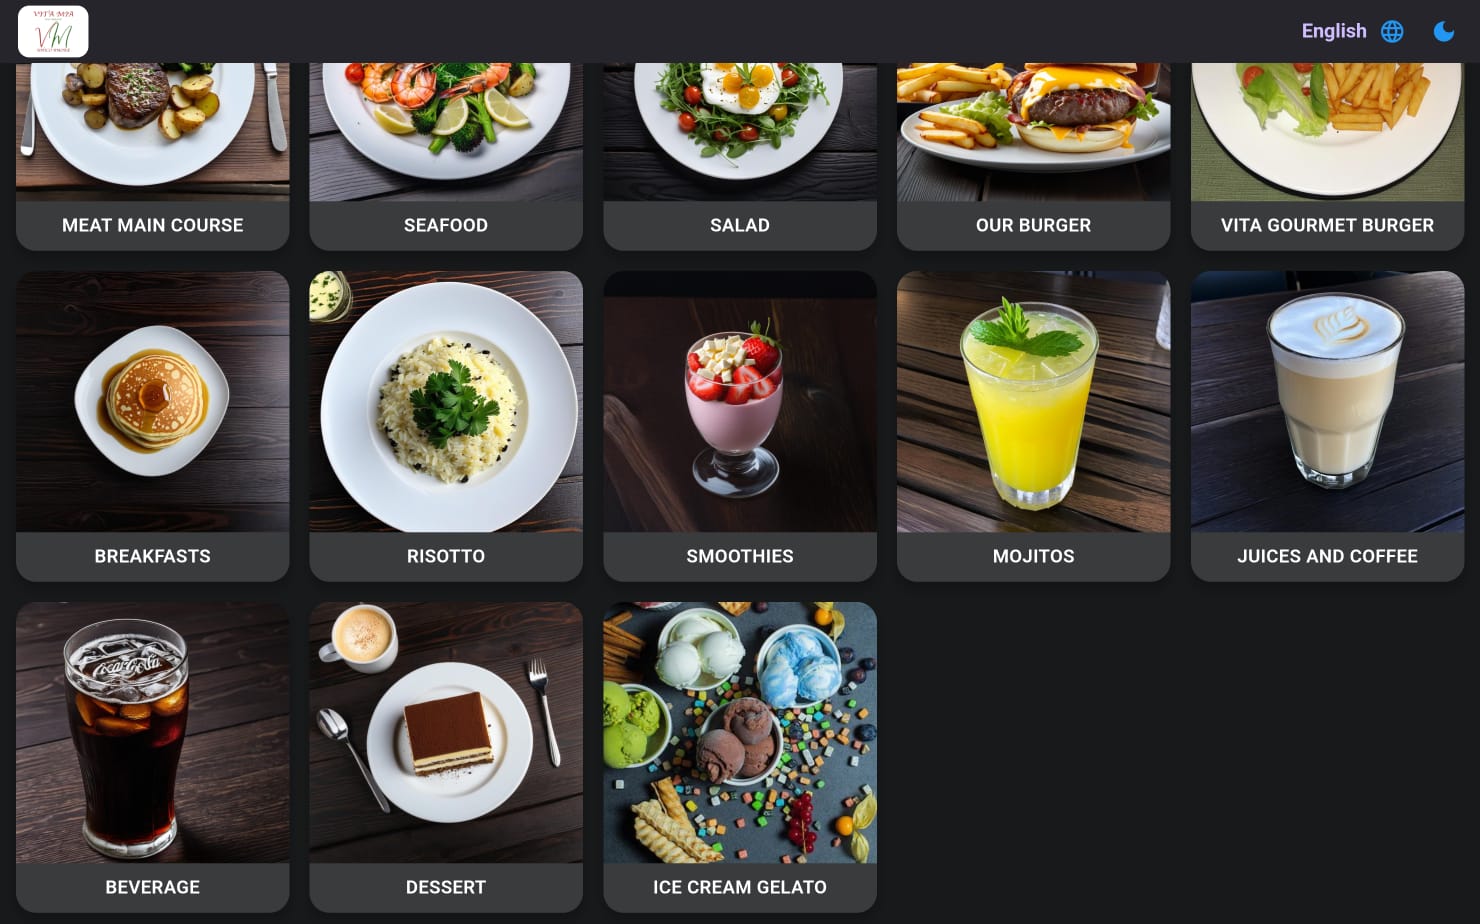 VITA MIA
VM
English
MEAT MAIN COURSE
SEAFOOD
SALAD
OUR BURGER
VITA GOURMET BURGER
BREAKFASTS
RISOTTO
SMOOTHIES
MOJITOS
JUICES AND COFFEE
Coca-Cola
BEVERAGE
DESSERT
ICE CREAM GELATO